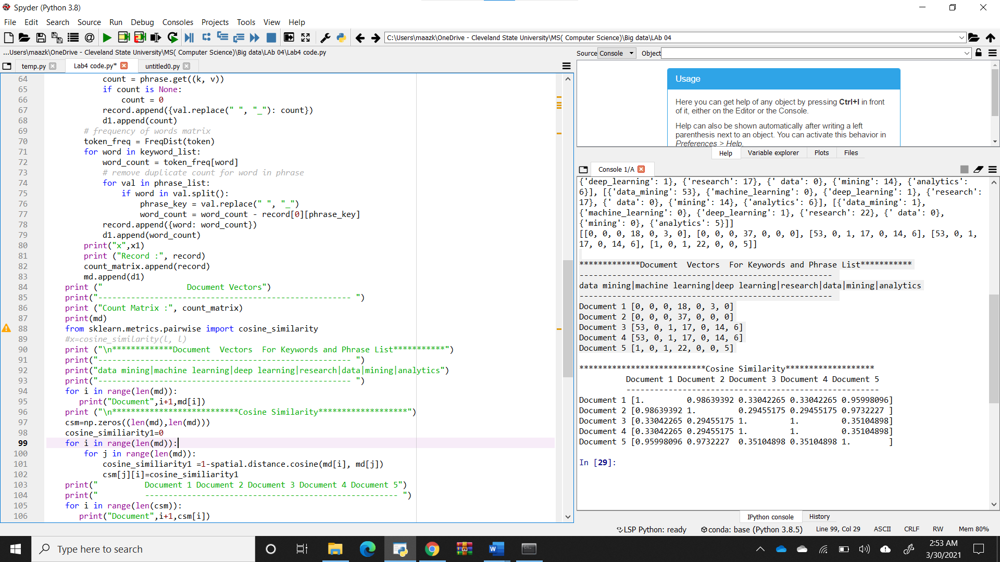 Spyder (Python 3.8)
File Edit Search Source Run Debug Consoles Projects Tools View Help
C:\Users\maazk\OneDrive - Cleveland State University\MS( Computer Science)\Big data\LAb 04
...Users\maazk\OneDrive - Cleveland State University\MS( Computer Science)\Big data\LAb 04\Lab4 code.py
temp.py Lab4 code.py* untitled0.py
64 count = phrase.get((k, v))
65 if count is None:
66 count = 0
67 record.append({val.replace(" ", "_"): count})
68 d1.append(count)
69 # frequency of words matrix
70 token_freq = FreqDist(token)
71 for word in keyword_list:
72 word_count = token_freq[word]
73 # remove duplicate count for word in phrase
74 for val in phrase_list:
75 if word in val.split():
76 phrase_key = val.replace(" ", "_")
77 word_count = word_count - record[0][phrase_key]
78 record.append({word: word_count})
79 d1.append(word_count)
80 print("x",x1)
81 print ("Record :", record)
82 count_matrix.append(record)
83 md.append(d1)
84 print ("                  Document Vectors")
85 print("------------------------------------------------------ ")
86 print ("Count Matrix :", count_matrix)
87 print(md)
88 from sklearn.metrics.pairwise import cosine_similarity
89 #x=cosine_similarity(l, l)
90 print ("\n*************Document  Vectors  For Keywords and Phrase List***********")
91 print("------------------------------------------------------ ")
92 print("data mining|machine learning|deep learning|research|data|mining|analytics")
93 print("------------------------------------------------------ ")
94 for i in range(len(md)):
95 print("Document",i+1,md[i])
96 print ("\n***************************Cosine Similarity*******************")
97 csm=np.zeros((len(md),len(md)))
98 cosine_similiarity1=0
99 for i in range(len(md)):
100 for j in range(len(md)):
101 cosine_similiarity1 =1-spatial.distance.cosine(md[i], md[j])
102 csm[j][i]=cosine_similiarity1
103 print("          Document 1 Document 2 Document 3 Document 4 Document 5")
104 print("          ------------------------------------------------------ ")
105 for i in range(len(csm)):
106 print("Document",i+1,csm[i])
Source Console Object
Usage
Here you can get help of any object by pressing Ctrl+I in front
of it, either on the Editor or the Console.
Help can also be shown automatically after writing a left
parenthesis next to an object. You can activate this behavior in
Preferences > Help.
Help Variable explorer Plots Files
Console 1/A
{'deep_learning': 1}, {'research': 17}, {' data': 0}, {'mining': 14}, {'analytics':
6}], [{'data_mining': 53}, {'machine_learning': 0}, {'deep_learning': 1}, {'research':
17}, {' data': 0}, {'mining': 14}, {'analytics': 6}], [{'data_mining': 1},
{'machine_learning': 0}, {'deep_learning': 1}, {'research': 22}, {' data': 0},
{'mining': 0}, {'analytics': 5}]]
[[0, 0, 0, 18, 0, 3, 0], [0, 0, 0, 37, 0, 0, 0], [53, 0, 1, 17, 0, 14, 6], [53, 0, 1,
17, 0, 14, 6], [1, 0, 1, 22, 0, 0, 5]]
*************Document  Vectors  For Keywords and Phrase List***********
------------------------------------------------------
data mining|machine learning|deep learning|research|data|mining|analytics
------------------------------------------------------
Document 1 [0, 0, 0, 18, 0, 3, 0]
Document 2 [0, 0, 0, 37, 0, 0, 0]
Document 3 [53, 0, 1, 17, 0, 14, 6]
Document 4 [53, 0, 1, 17, 0, 14, 6]
Document 5 [1, 0, 1, 22, 0, 0, 5]
***************************Cosine Similarity*******************
Document 1 Document 2 Document 3 Document 4 Document 5
------------------------------------------------------
Document 1 [1.         0.98639392 0.33042265 0.33042265 0.95998096]
Document 2 [0.98639392 1.         0.29455175 0.29455175 0.9732227 ]
Document 3 [0.33042265 0.29455175 1.         1.         0.35104898]
Document 4 [0.33042265 0.29455175 1.         1.         0.35104898]
Document 5 [0.95998096 0.9732227  0.35104898 0.35104898 1.        ]
In [29]:
IPython console History
LSP Python: ready conda: base (Python 3.8.5) Line 99, Col 29 ASCII CRLF RW Mem 80%
Type here to search
2:53 AM
3/30/2021